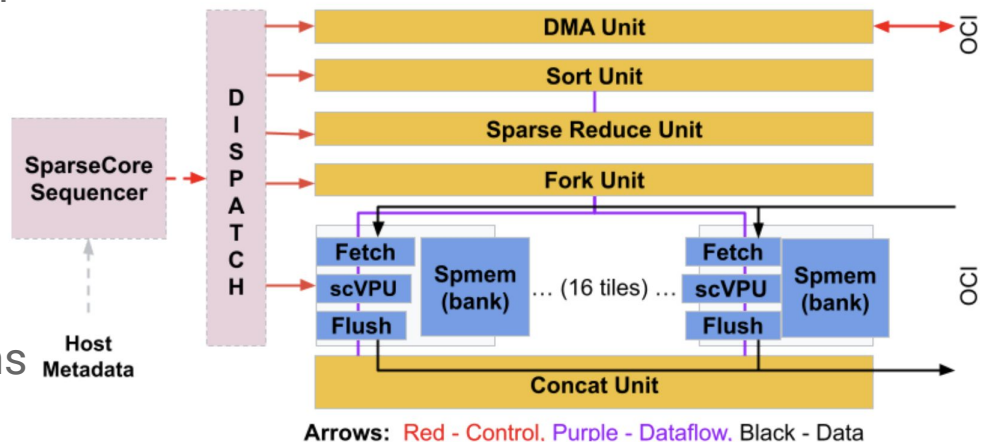 DMA Unit
OCI
Sort Unit
DISPATCH
Sparse Reduce Unit
SparseCore
Sequencer
Fork Unit
Fetch
scVPU
Flush
Spmem
(bank)
… (16 tiles) …
Fetch
scVPU
Flush
Spmem
(bank)
OCI
Host
Metadata
Concat Unit
Arrows: Red - Control, Purple - Dataflow, Black - Data